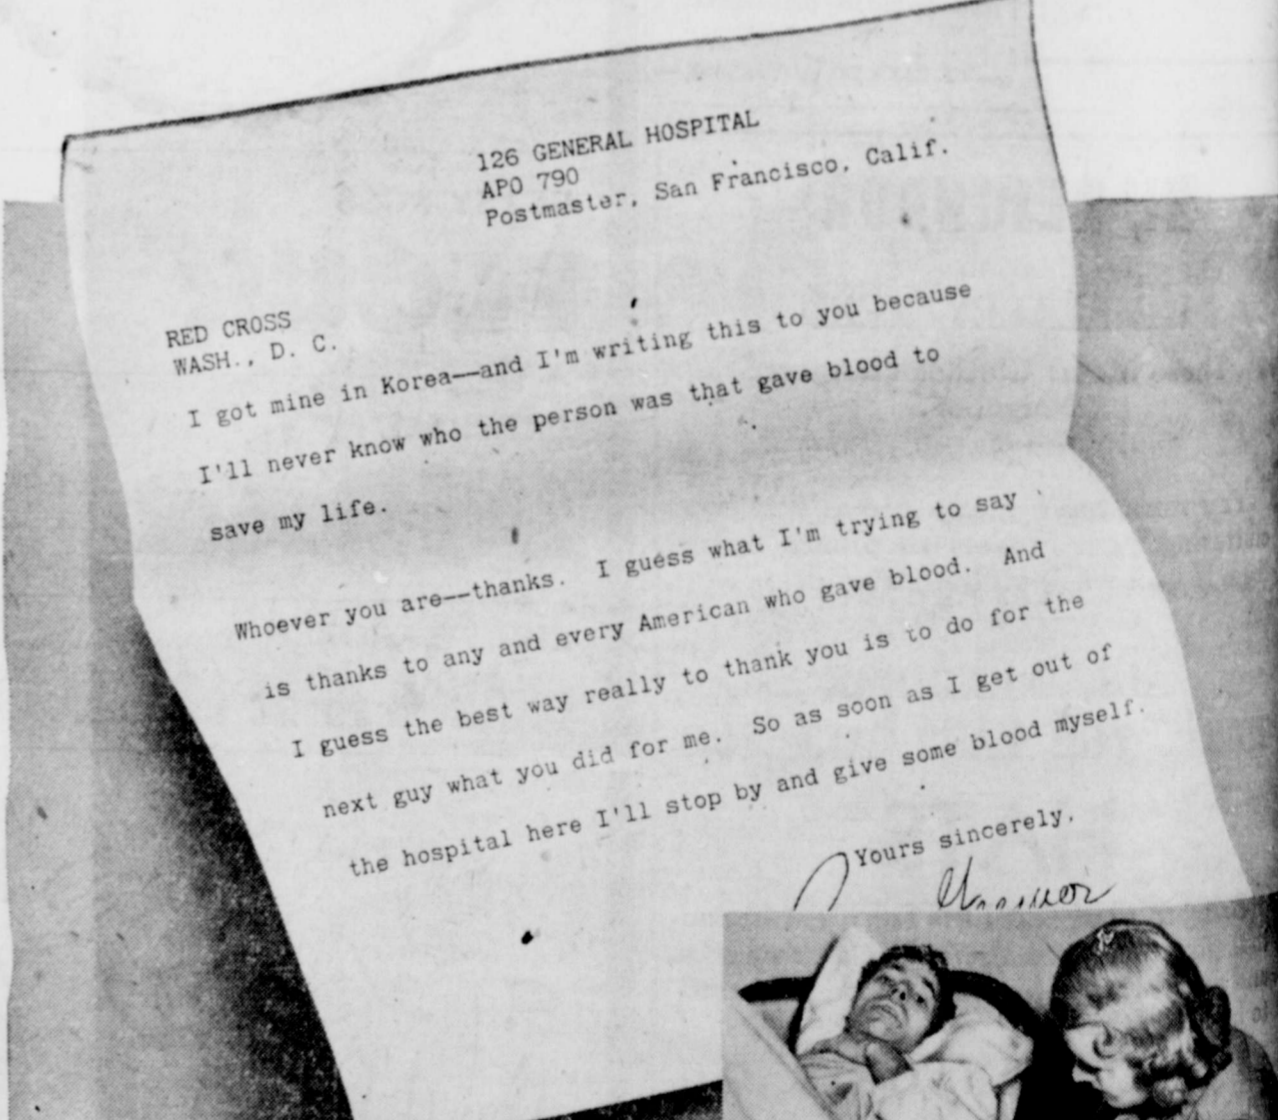 126 GENERAL HOSPITAL
APO 790
Postmaster, San Francisco, Calif.
RED CROSS
WASH., D. C.
I got mine in Korea--and I'm writing this to you because
I'll never know who the person was that gave blood to
save my life.
Whoever you are--thanks. I guess what I'm trying to say
is thanks to any and every American who gave blood. And
I guess the best way really to thank you is to do for the
next guy what you did for me. So as soon as I get out of
the hospital here I'll stop by and give some blood myself.
Yours sincerely,